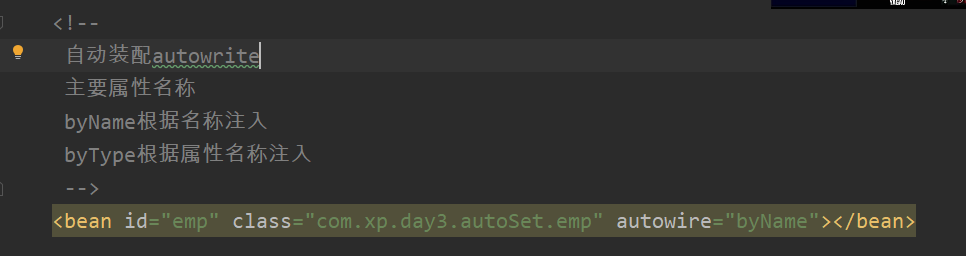 <!--
自动装配autowrite
主要属性名称
byName根据名称注入
byType根据属性名称注入
-->
<bean id="emp" class="com.xp.day3.autoSet.emp" autowire="byName"></bean>